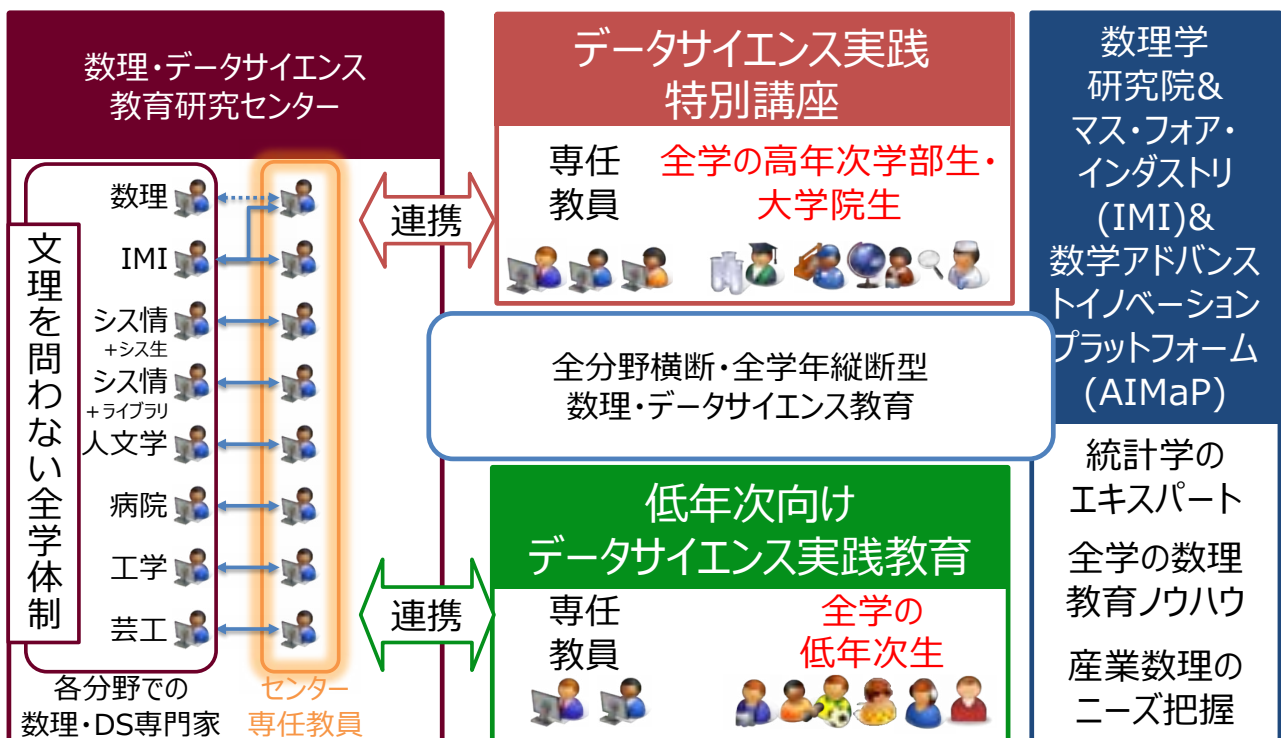 数理・データサイエンス
教育研究センター
文理を問わない全学体制
数理
IMI
シス情
+シス生
シス情
+ライブラリ
人文学
病院
工学
芸工
各分野での
数理・DS専門家
センター
専任教員
連携
連携
データサイエンス実践
特別講座
専任
教員
全学の高年次学部生・
大学院生
全分野横断・全学年縦断型
数理・データサイエンス教育
低年次向け
データサイエンス実践教育
専任
教員
全学の
低年次生
数理学
研究院&
マス・フォア・
インダストリ
(IMI)&
数学アドバンス
トイノベーション
プラットフォーム
(AIMaP)
統計学の
エキスパート
全学の数理
教育ノウハウ
産業数理の
ニーズ把握